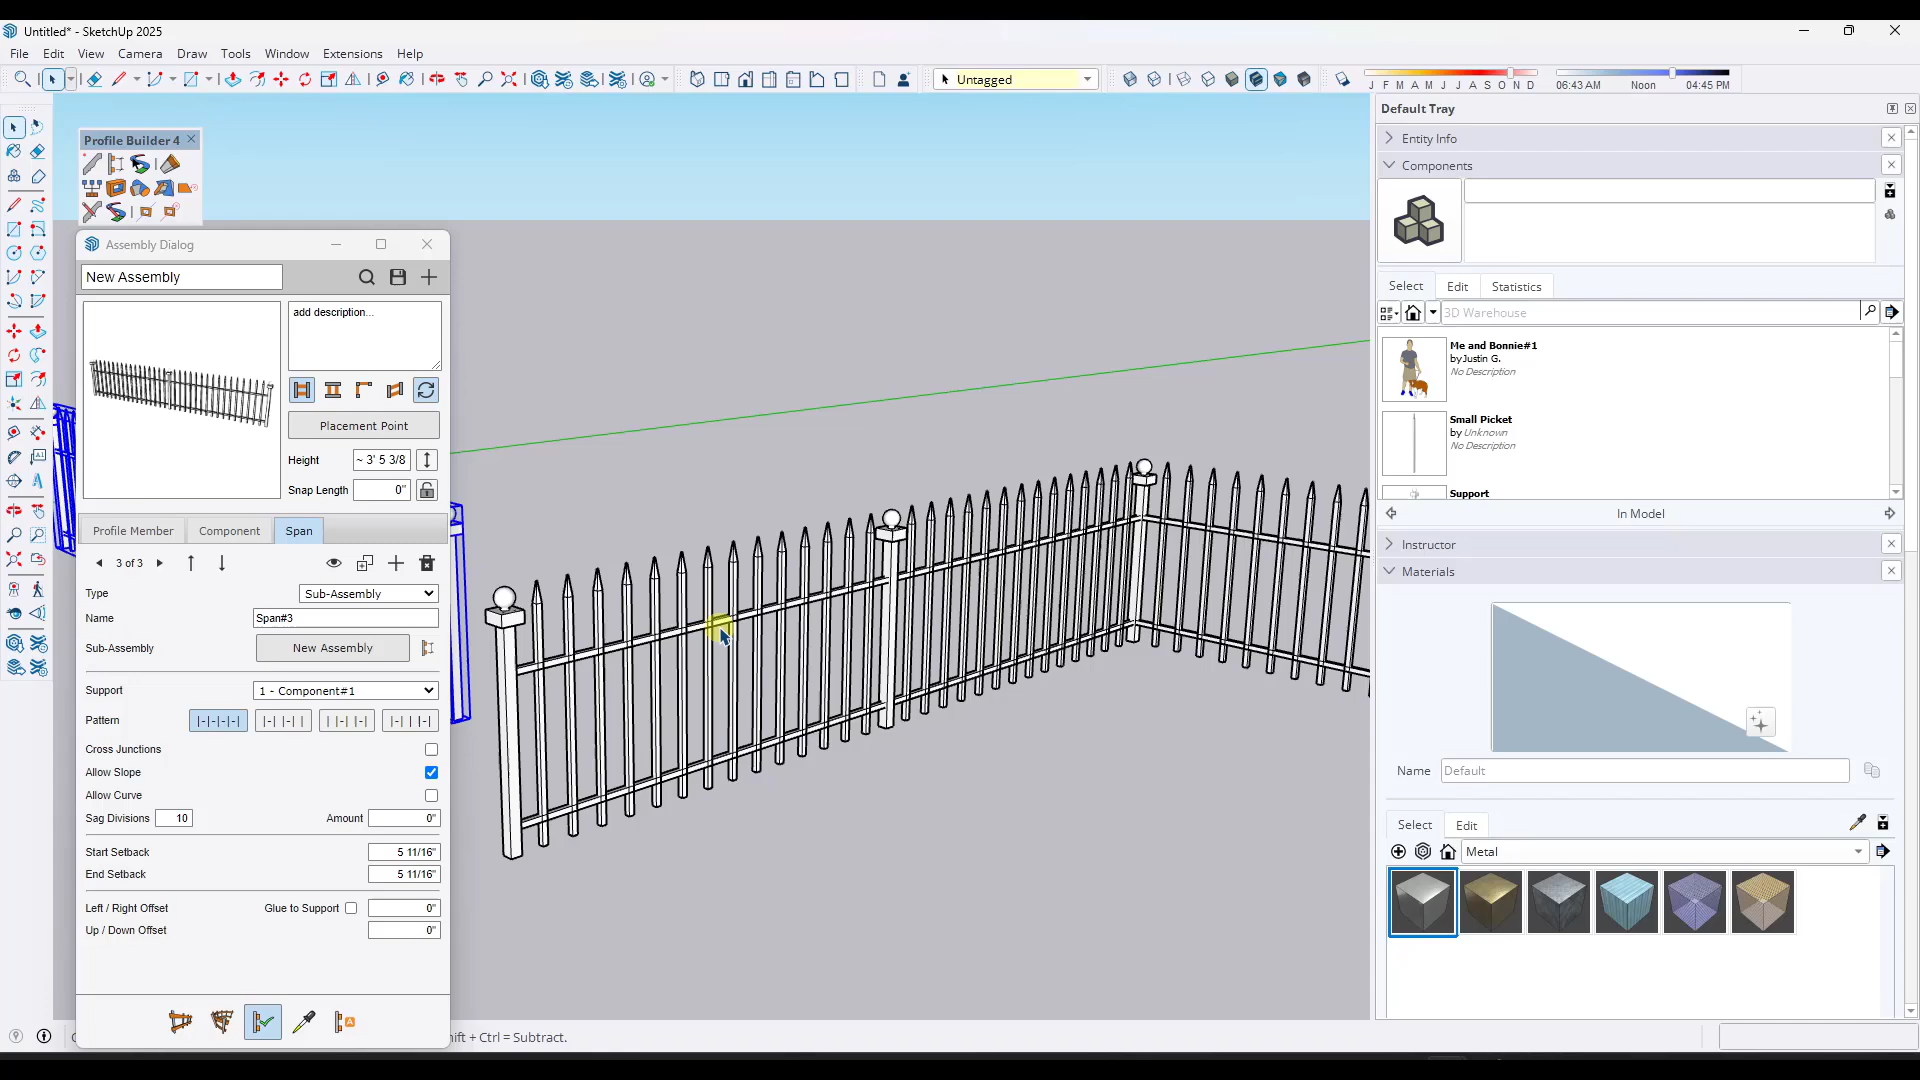 Untitled* - SketchUp 2025
File Edit View Camera Draw Tools Window Extensions Help
Untagged
J F M A M J J A S O N D
06:43 AM Noon 04:45 PM
Default Tray
Profile Builder 4
Entity Info
Components
Assembly Dialog
New Assembly
add description...
Placement Point
Height ~ 3' 5 3/8
Snap Length 0"
Profile Member Component Span
3 of 3
Type Sub-Assembly
Name Span#3
Sub-Assembly New Assembly
Support 1 - Component#1
Pattern
Cross Junctions
Allow Slope
Allow Curve
Sag Divisions 10 Amount 0"
Start Setback 5 11/16"
End Setback 5 11/16"
Left / Right Offset Glue to Support 0"
Up / Down Offset 0"
ift + Ctrl = Subtract.
Select Edit Statistics
3D Warehouse
Me and Bonnie#1
by Justin G.
No Description
Small Picket
by Unknown
No Description
Support
In Model
Instructor
Materials
Name Default
Select Edit
Metal